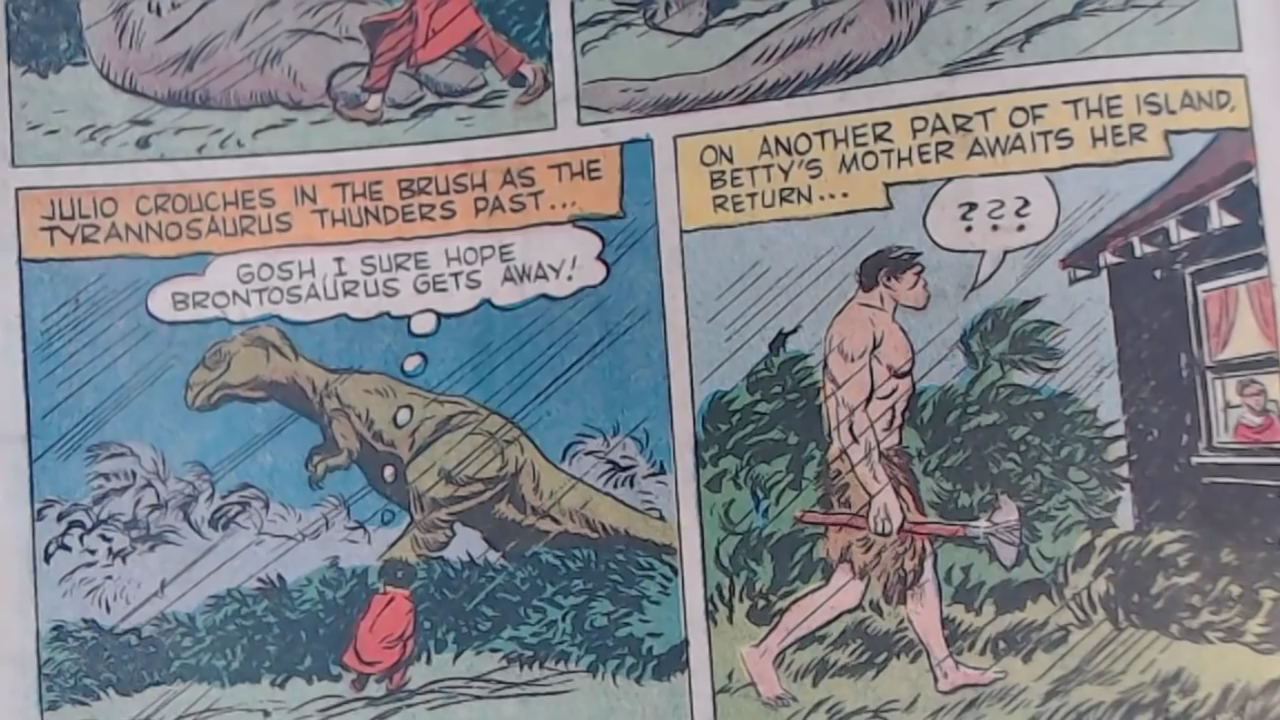 JULIO CROUCHES IN THE BRUSH AS THE
TYRANNOSAURUS THUNDERS PAST...
GOSH, I SURE HOPE
BRONTOSAURUS GETS AWAY!
ON ANOTHER PART OF THE ISLAND,
BETTY'S MOTHER AWAITS HER
RETURN...
???